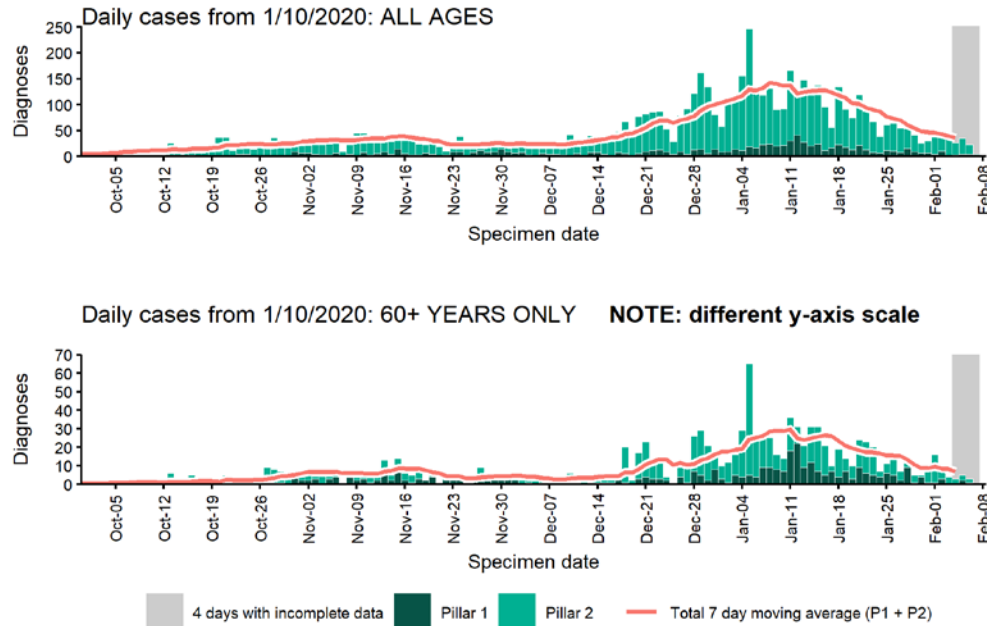 Daily cases from 1/10/2020: ALL AGES
250
200
150
100
50
0
Diagnoses
Oct-05 Oct-12 Oct-19 Oct-26 Nov-02 Nov-09 Nov-16 Nov-23 Nov-30 Dec-07 Dec-14 Dec-21 Dec-28 Jan-04 Jan-11 Jan-18 Jan-25 Feb-01 Feb-08
Specimen date
Daily cases from 1/10/2020: 60+ YEARS ONLY NOTE: different y-axis scale
70
60
50
40
30
20
10
0
Diagnoses
Oct-05 Oct-12 Oct-19 Oct-26 Nov-02 Nov-09 Nov-16 Nov-23 Nov-30 Dec-07 Dec-14 Dec-21 Dec-28 Jan-04 Jan-11 Jan-18 Jan-25 Feb-01 Feb-08
Specimen date
4 days with incomplete data Pillar 1 Pillar 2 Total 7 day moving average (P1 + P2)